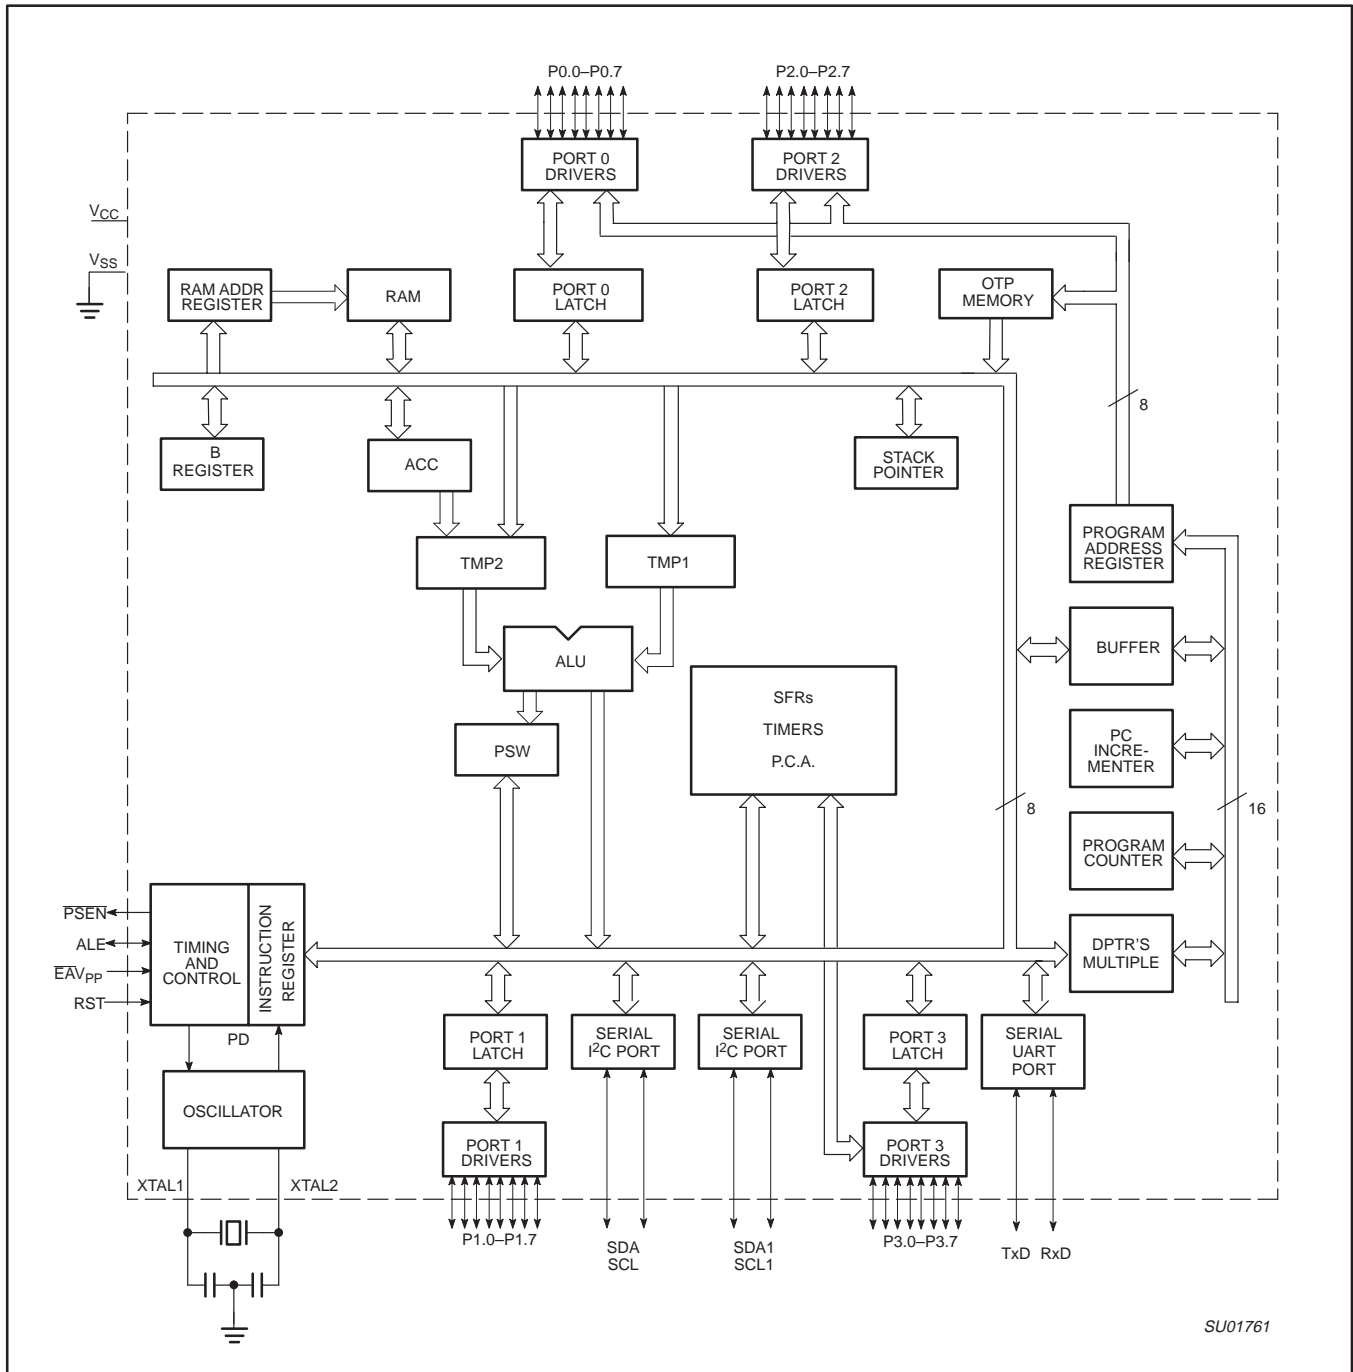 P0.0–P0.7
P2.0–P2.7
PORT 0
DRIVERS
PORT 2
DRIVERS
VCC
VSS
RAM ADDR
REGISTER
RAM
PORT 0
LATCH
PORT 2
LATCH
OTP
MEMORY
8
B
REGISTER
ACC
STACK
POINTER
PROGRAM
ADDRESS
REGISTER
TMP2
TMP1
BUFFER
ALU
SFRs
TIMERS
P.C.A.
PSW
PC
INCRE-
MENTER
8
16
PROGRAM
COUNTER
PSEN
ALE
EAVPP
RST
TIMING
AND
CONTROL
INSTRUCTION
REGISTER
DPTR'S
MULTIPLE
PD
PORT 1
LATCH
SERIAL
I2C PORT
SERIAL
I2C PORT
PORT 3
LATCH
SERIAL
UART
PORT
OSCILLATOR
PORT 1
DRIVERS
PORT 3
DRIVERS
XTAL1
XTAL2
P1.0–P1.7
SDA
SCL
SDA1
SCL1
P3.0–P3.7
TxD
RxD
SU01761